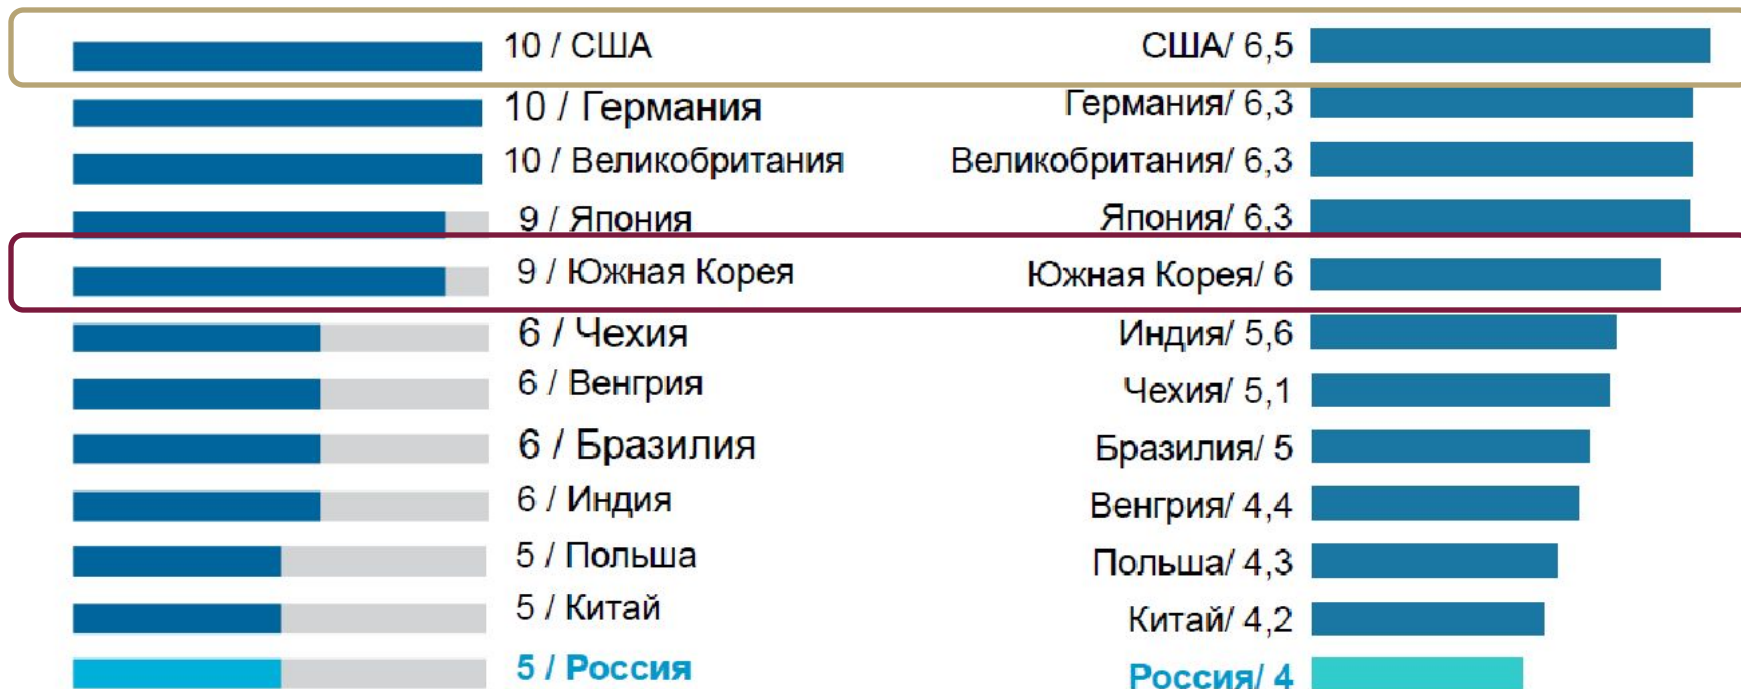 10 / США
10 / Германия
10 / Великобритания
9 / Япония
9 / Южная Корея
6 / Чехия
6 / Венгрия
6 / Бразилия
6 / Индия
5 / Польша
5 / Китай
5 / Россия
США/ 6,5
Германия/ 6,3
Великобритания/ 6,3
Япония/ 6,3
Южная Корея/ 6
Индия/ 5,6
Чехия/ 5,1
Бразилия/ 5
Венгрия/ 4,4
Польша/ 4,3
Китай/ 4,2
Россия/ 4